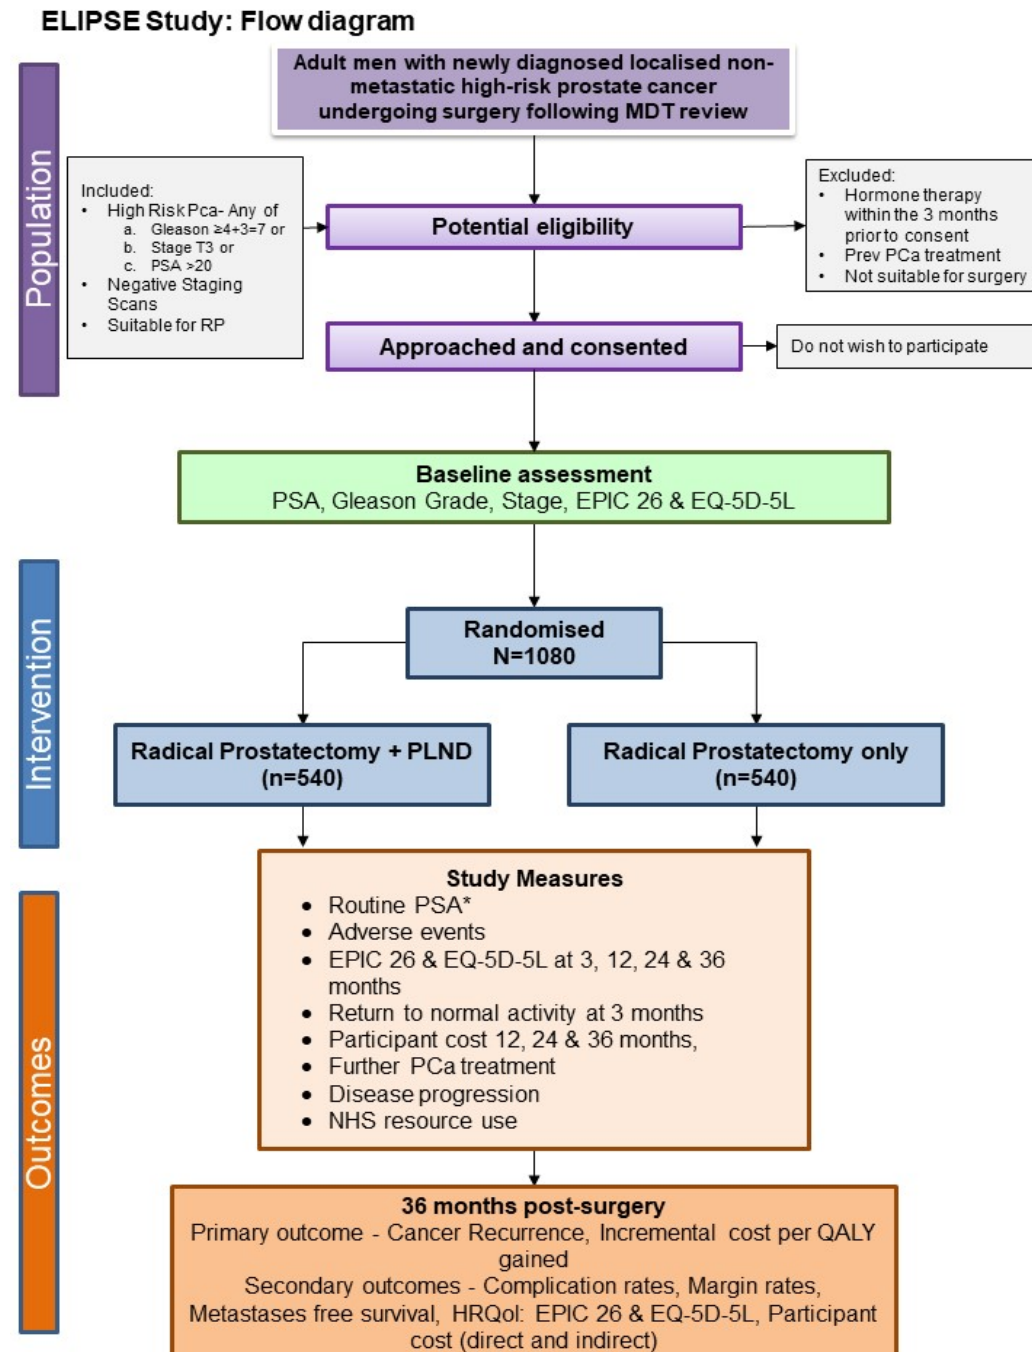 ELIPSE Study: Flow diagram
Population
Adult men with newly diagnosed localised non-
metastatic high-risk prostate cancer
undergoing surgery following MDT review
Included:
• High Risk Pca- Any of
a. Gleason ≥4+3=7 or
b. Stage T3 or
c. PSA >20
• Negative Staging
Scans
• Suitable for RP
Potential eligibility
Excluded:
• Hormone therapy
within the 3 months
prior to consent
• Prev PCa treatment
• Not suitable for surgery
Approached and consented
Do not wish to participate
Baseline assessment
PSA, Gleason Grade, Stage, EPIC 26 & EQ-5D-5L
Intervention
Randomised
N=1080
Radical Prostatectomy + PLND
(n=540)
Radical Prostatectomy only
(n=540)
Outcomes
Study Measures
• Routine PSA*
• Adverse events
• EPIC 26 & EQ-5D-5L at 3, 12, 24 & 36
months
• Return to normal activity at 3 months
• Participant cost 12, 24 & 36 months,
• Further PCa treatment
• Disease progression
• NHS resource use
36 months post-surgery
Primary outcome - Cancer Recurrence, Incremental cost per QALY
gained
Secondary outcomes - Complication rates, Margin rates,
Metastases free survival, HRQol: EPIC 26 & EQ-5D-5L, Participant
cost (direct and indirect)